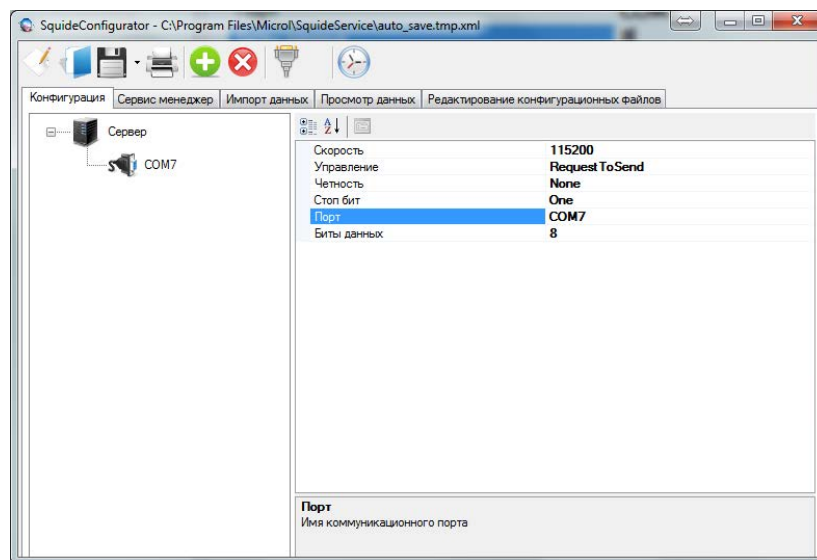 SquideConfigurator - C:\Program Files\Microl\SquideService\auto_save.tmp.xml
Конфигурация Сервис менеджер Импорт данных Просмотр данных Редактирование конфигурационных файлов
Сервер
COM7
Скорость 115200
Управление RequestToSend
Четность None
Стоп бит One
Порт COM7
Биты данных 8
Порт
Имя коммуникационного порта